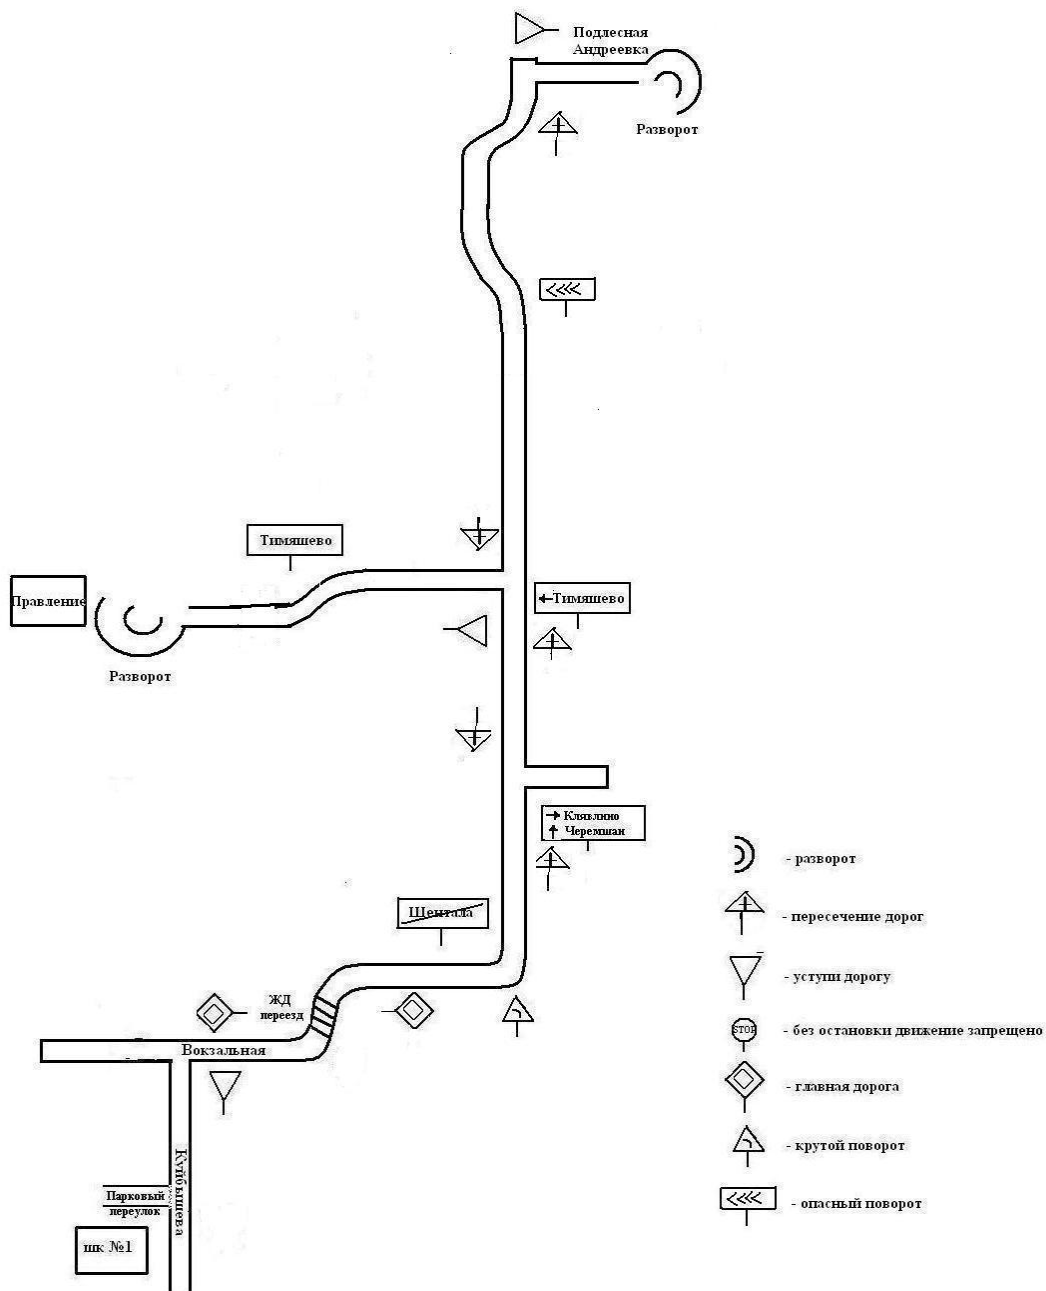 Подлесная
Андреевка
Разворот
Тимяшево
Правление
Тимяшево
Разворот
Клявлино
Черемшан
- разворот
Шентала
- пересечение дорог
- уступи дорогу
ЖД
переезд
STOP - без остановки движение запрещено
Вокзальная
- главная дорога
- крутой поворот
Куйбышева
Парковый
переулок
- опасный поворот
шк №1